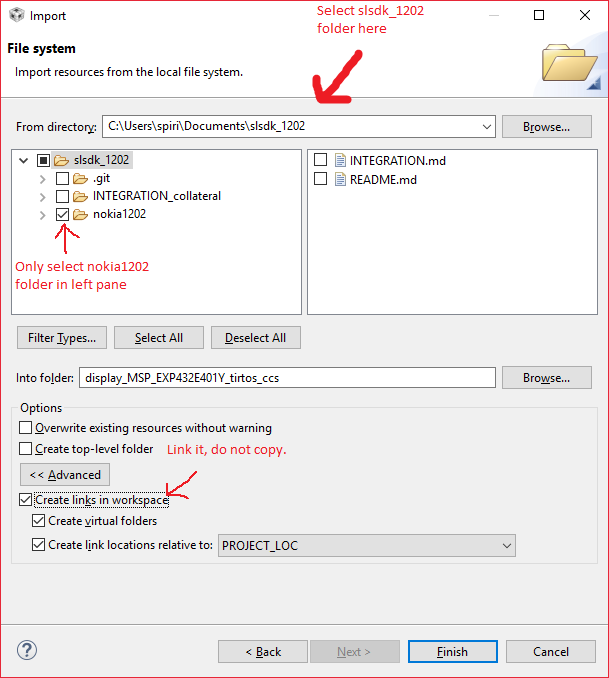 Import
Select slsdk_1202
folder here
File system
Import resources from the local file system.
From directory: C:\Users\spiri\Documents\slsdk_1202 Browse...
slsdk_1202
.git
INTEGRATION_collateral
nokia1202
INTEGRATION.md
README.md
Only select nokia1202
folder in left pane
Filter Types... Select All Deselect All
Into folder: display_MSP_EXP432E401Y_tirtos_ccs Browse...
Options
Overwrite existing resources without warning
Create top-level folder Link it, do not copy.
<< Advanced
Create links in workspace
Create virtual folders
Create link locations relative to: PROJECT_LOC
? < Back Next > Finish Cancel